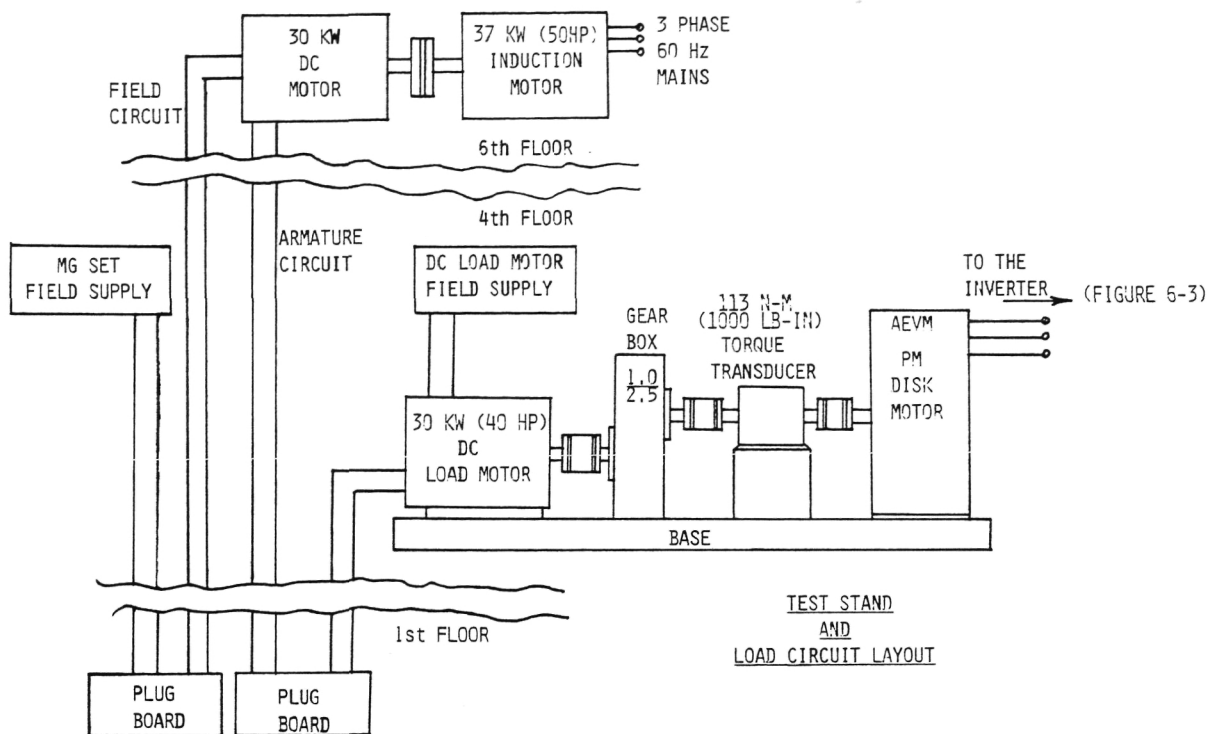 30 KW
DC
MOTOR
37 KW (50HP)
INDUCTION
MOTOR
3 PHASE
60 Hz
MAINS
FIELD
CIRCUIT
6th FLOOR
4th FLOOR
ARMATURE
CIRCUIT
MG SET
FIELD SUPPLY
DC LOAD MOTOR
FIELD SUPPLY
TO THE
INVERTER
(FIGURE 6-3)
GEAR
BOX
1.0
2.5
113 N-M
(1000 LB-IN)
TORQUE
TRANSDUCER
AEVM
PM
DISK
MOTOR
30 KW (40 HP)
DC
LOAD MOTOR
BASE
1st FLOOR
TEST STAND
AND
LOAD CIRCUIT LAYOUT
PLUG
BOARD
PLUG
BOARD